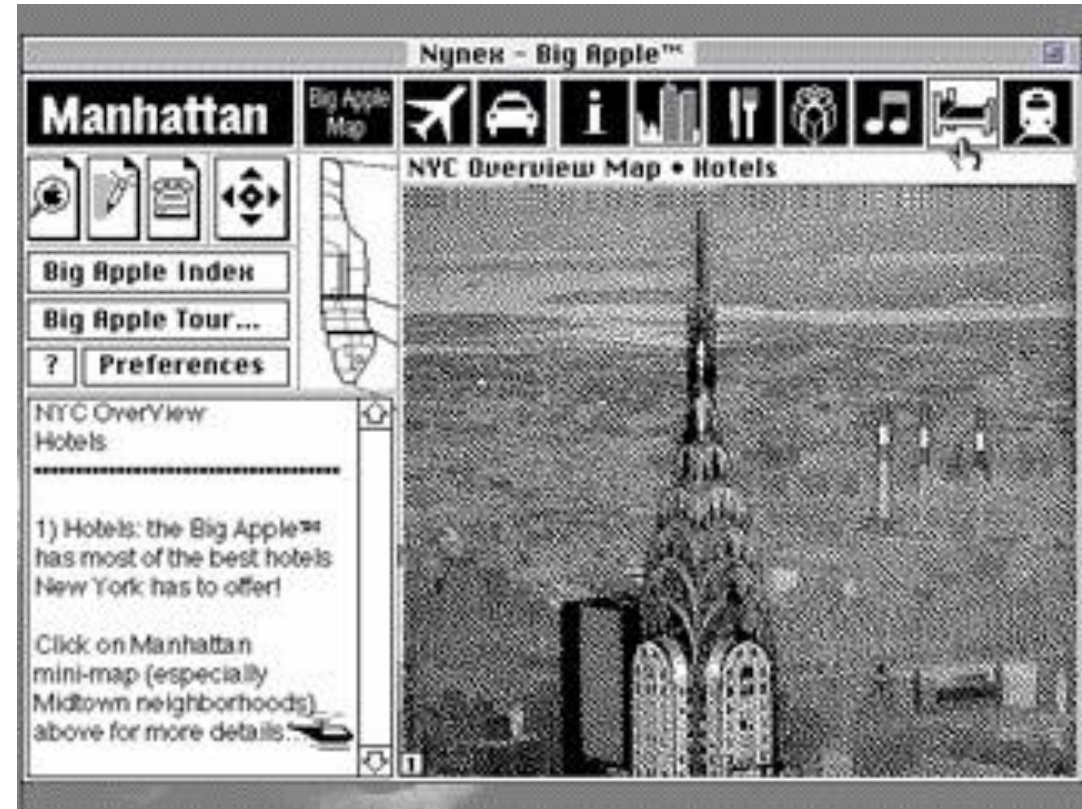 Nynex - Big Apple™
Manhattan
Big Apple
Map
i
NYC Overview Map • Hotels
Big Apple Index
Big Apple Tour...
? Preferences
NYC OverView
Hotels
1) Hotels: the Big Apple™
has most of the best hotels
New York has to offer!
Click on Manhattan
mini-map (especially
Midtown neighborhoods)
above for more details.
1